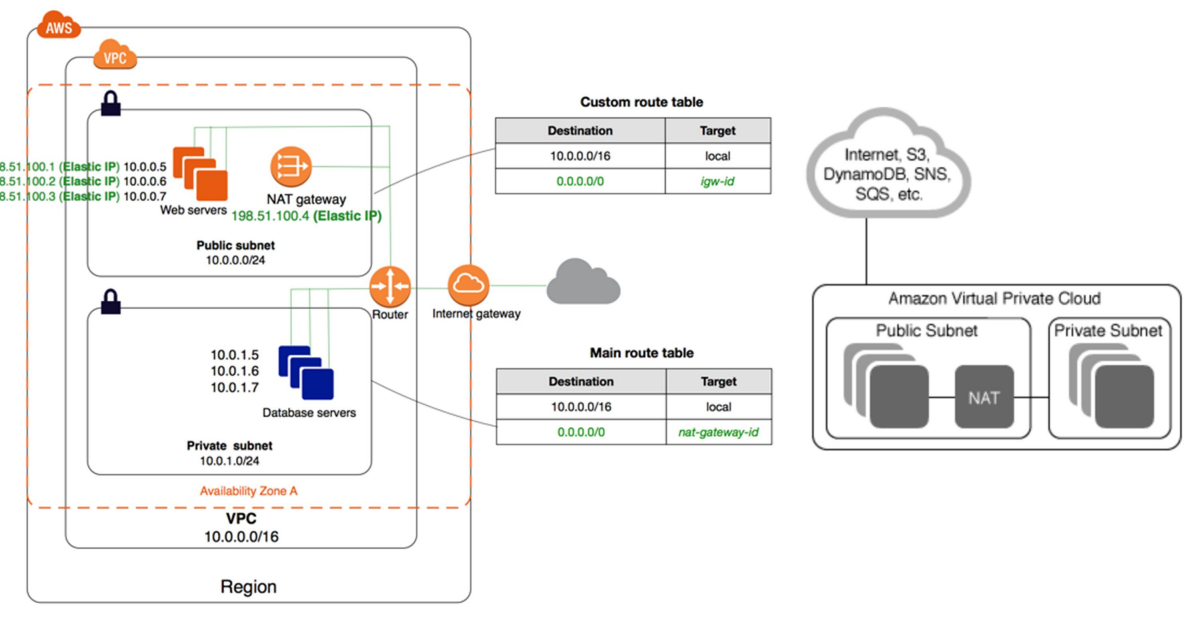 AWS
VPC
8.51.100.1 (Elastic IP) 10.0.0.5
8.51.100.2 (Elastic IP) 10.0.0.6
8.51.100.3 (Elastic IP) 10.0.0.7
Web servers
NAT gateway
198.51.100.4 (Elastic IP)
Public subnet
10.0.0.0/24
Router
Internet gateway
10.0.1.5
10.0.1.6
10.0.1.7
Database servers
Private subnet
10.0.1.0/24
Availability Zone A
VPC
10.0.0.0/16
Region
Custom route table
Destination Target
10.0.0.0/16 local
0.0.0.0/0 igw-id
Main route table
Destination Target
10.0.0.0/16 local
0.0.0.0/0 nat-gateway-id
Internet, S3,
DynamoDB, SNS,
SQS, etc.
Amazon Virtual Private Cloud
Public Subnet
NAT
Private Subnet